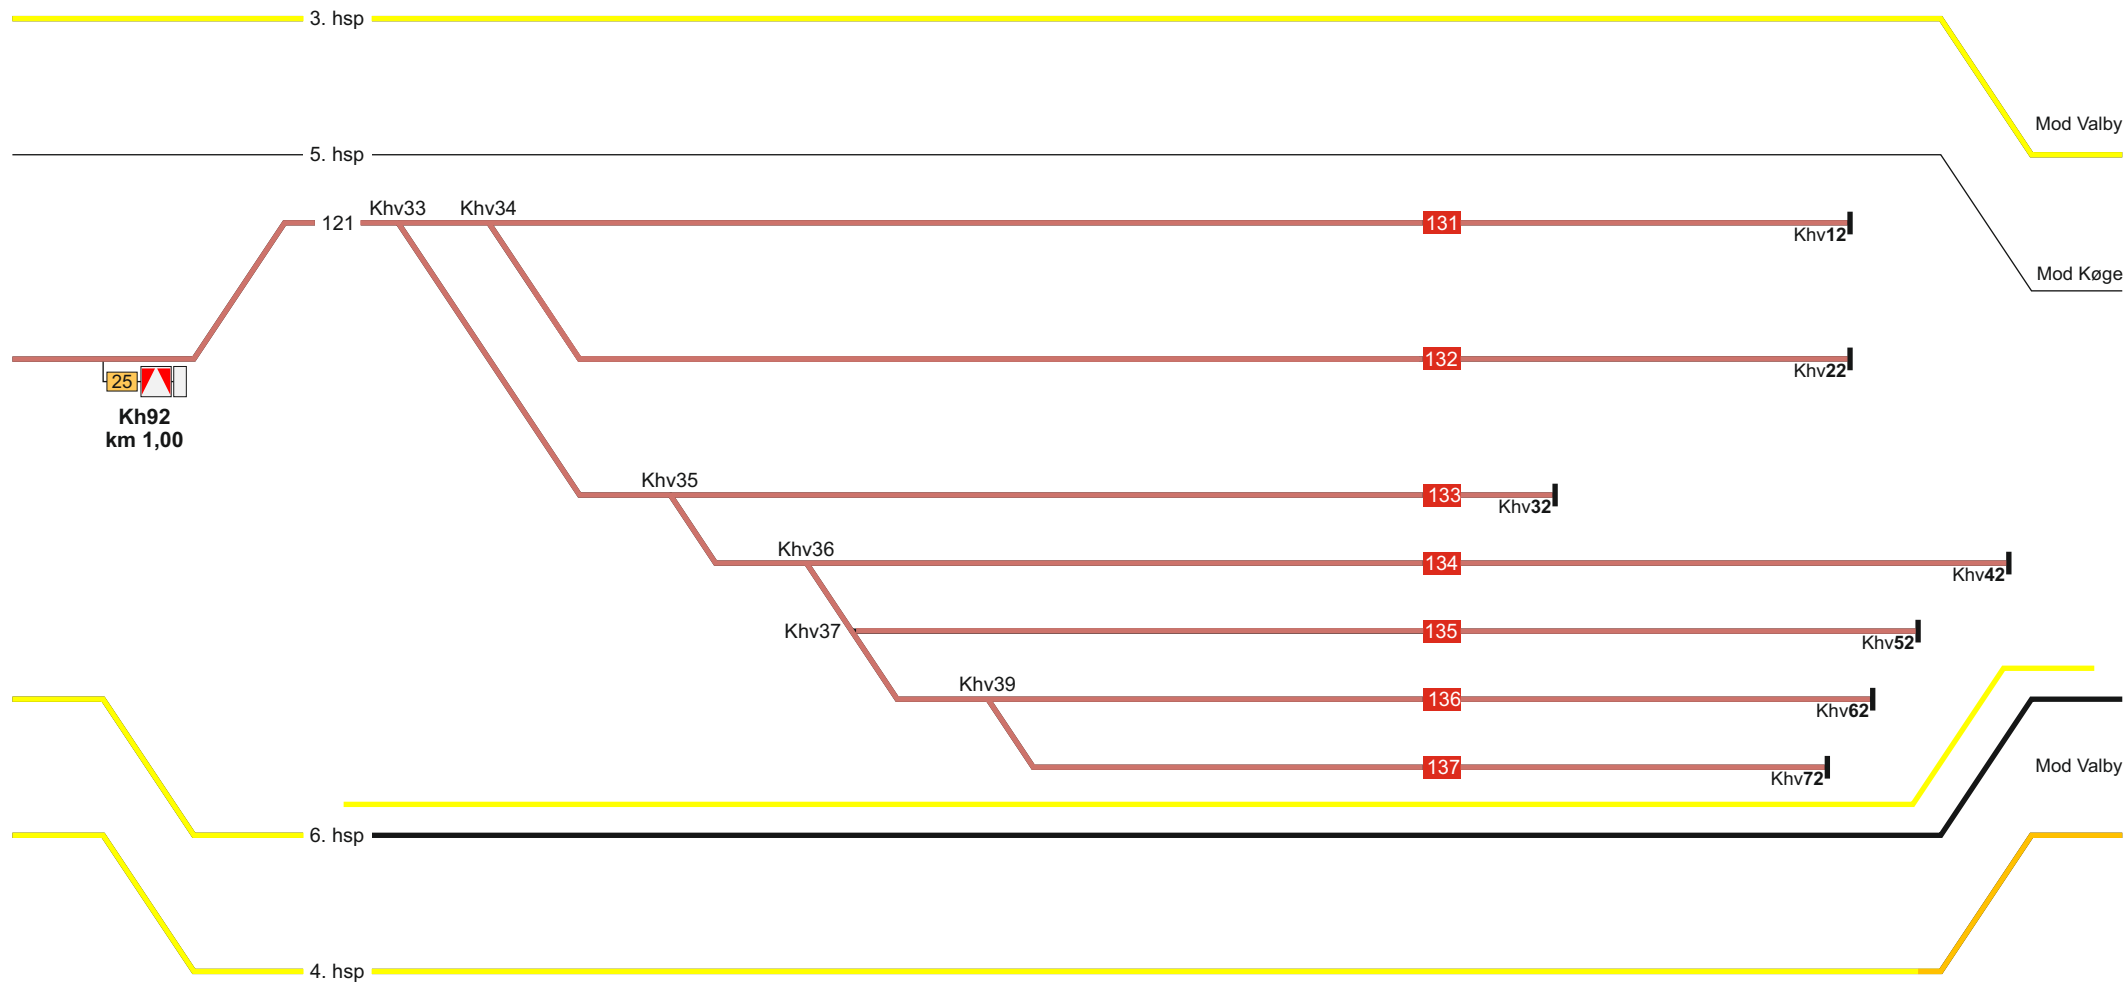 3. hsp
Mod Valby
5. hsp
Khv33
Khv34
121
131
Khv12
Mod Køge
132
Khv22
25
Kh92
km 1,00
Khv35
133
Khv32
Khv36
134
Khv42
Khv37
135
Khv52
Khv39
136
Khv62
137
Khv72
Mod Valby
6. hsp
4. hsp